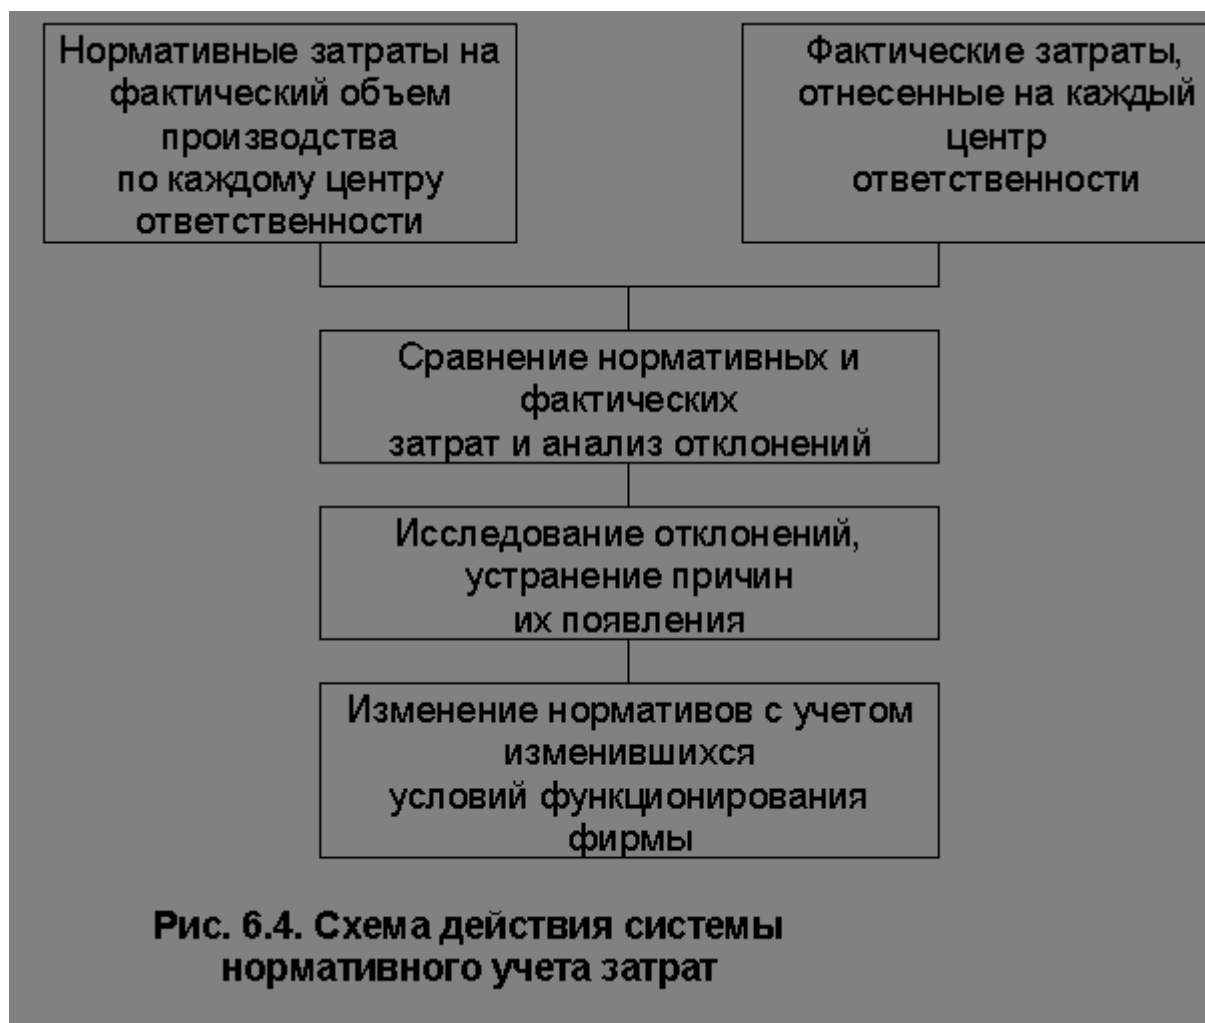 Нормативные затраты на
фактический объем
производства
по каждому центру
ответственности
Фактические затраты,
отнесенные на каждый
центр
ответственности
Сравнение нормативных и
фактических
затрат и анализ отклонений
Исследование отклонений,
устранение причин
их появления
Изменение нормативов с учетом
изменившихся
условий функционирования
фирмы
Рис. 6.4. Схема действия системы
нормативного учета затрат